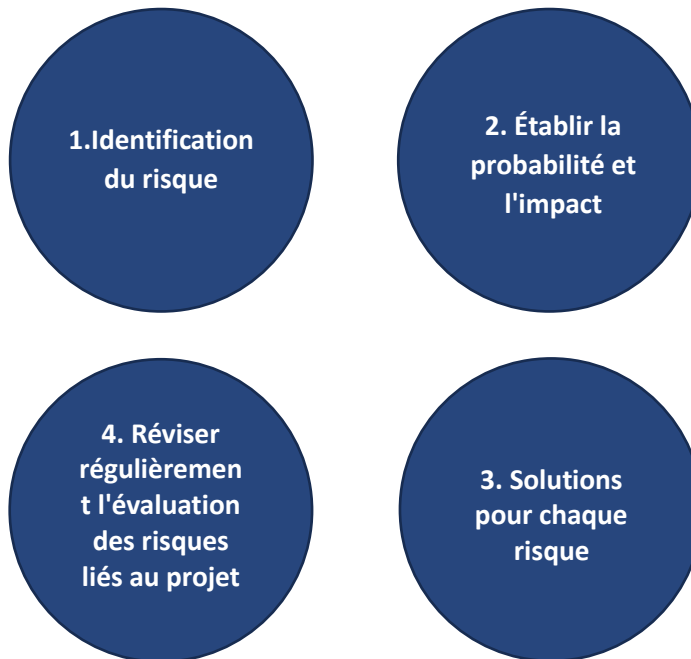 1.Identification
du risque
2. Établir la
probabilité et
l'impact
4. Réviser
régulièremen
t l'évaluation
des risques
liés au projet
3. Solutions
pour chaque
risque